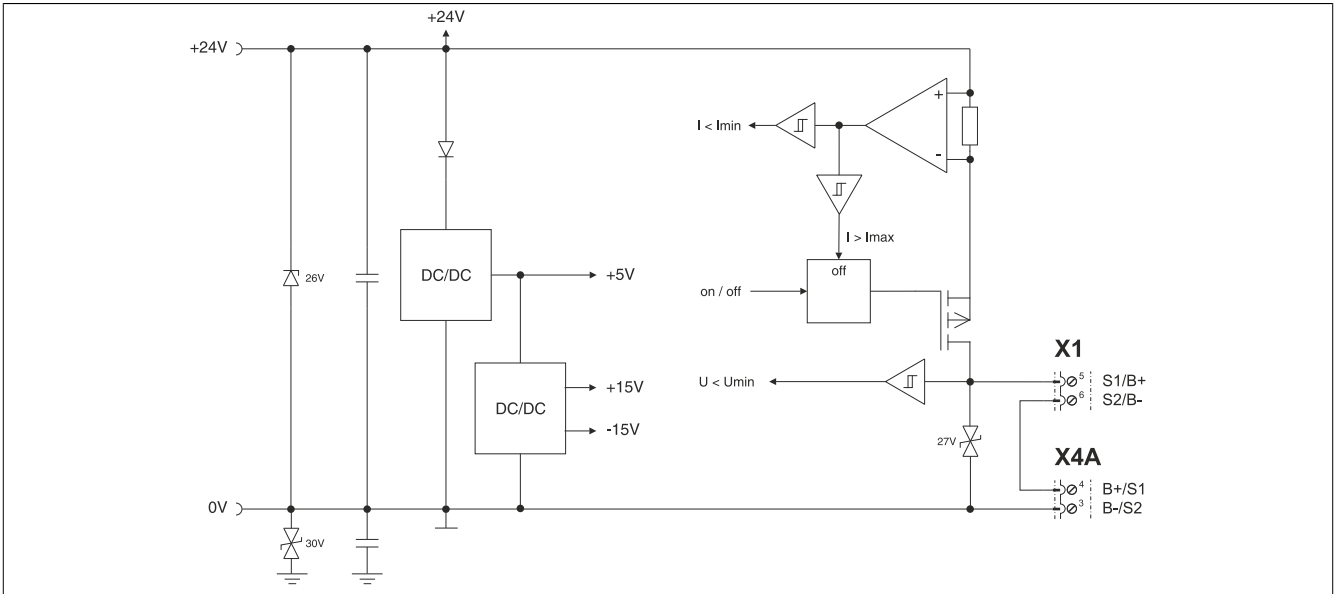 +24V
+24V
+
-
I < Imin
I > Imax
off
on / off
26V
DC/DC
+5V
DC/DC
+15V
-15V
U < Umin
27V
X1
5 S1/B+
6 S2/B-
X4A
4 B+/S1
3 B-/S2
0V
30V